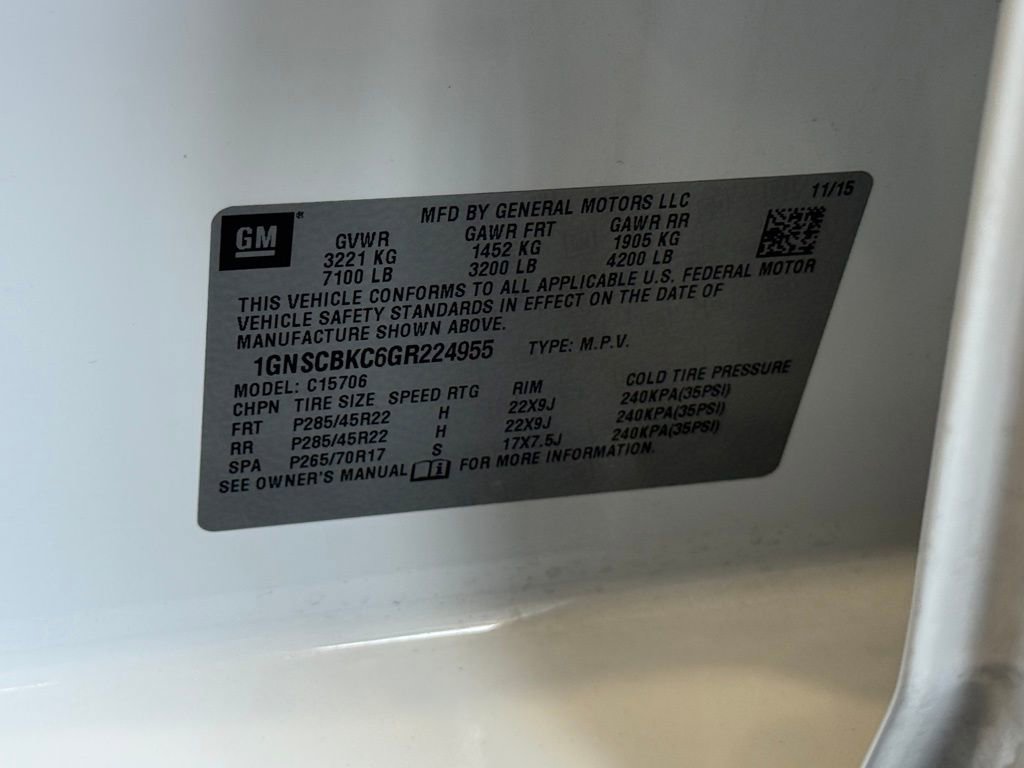 GM
®
MFD BY GENERAL MOTORS LLC 11/15
GVWR GAWR FRT GAWR RR
3221 KG 1452 KG 1905 KG
7100 LB 3200 LB 4200 LB
THIS VEHICLE CONFORMS TO ALL APPLICABLE U.S. FEDERAL MOTOR
VEHICLE SAFETY STANDARDS IN EFFECT ON THE DATE OF
MANUFACTURE SHOWN ABOVE.
1GNSCBKC6GR224955 TYPE: M.P.V.
MODEL: C15706
CHPN TIRE SIZE SPEED RTG RIM COLD TIRE PRESSURE
FRT P285/45R22 H 22X9J 240KPA(35PSI)
RR P285/45R22 H 22X9J 240KPA(35PSI)
SPA P265/70R17 S 17X7.5J 240KPA(35PSI)
SEE OWNER'S MANUAL i FOR MORE INFORMATION.